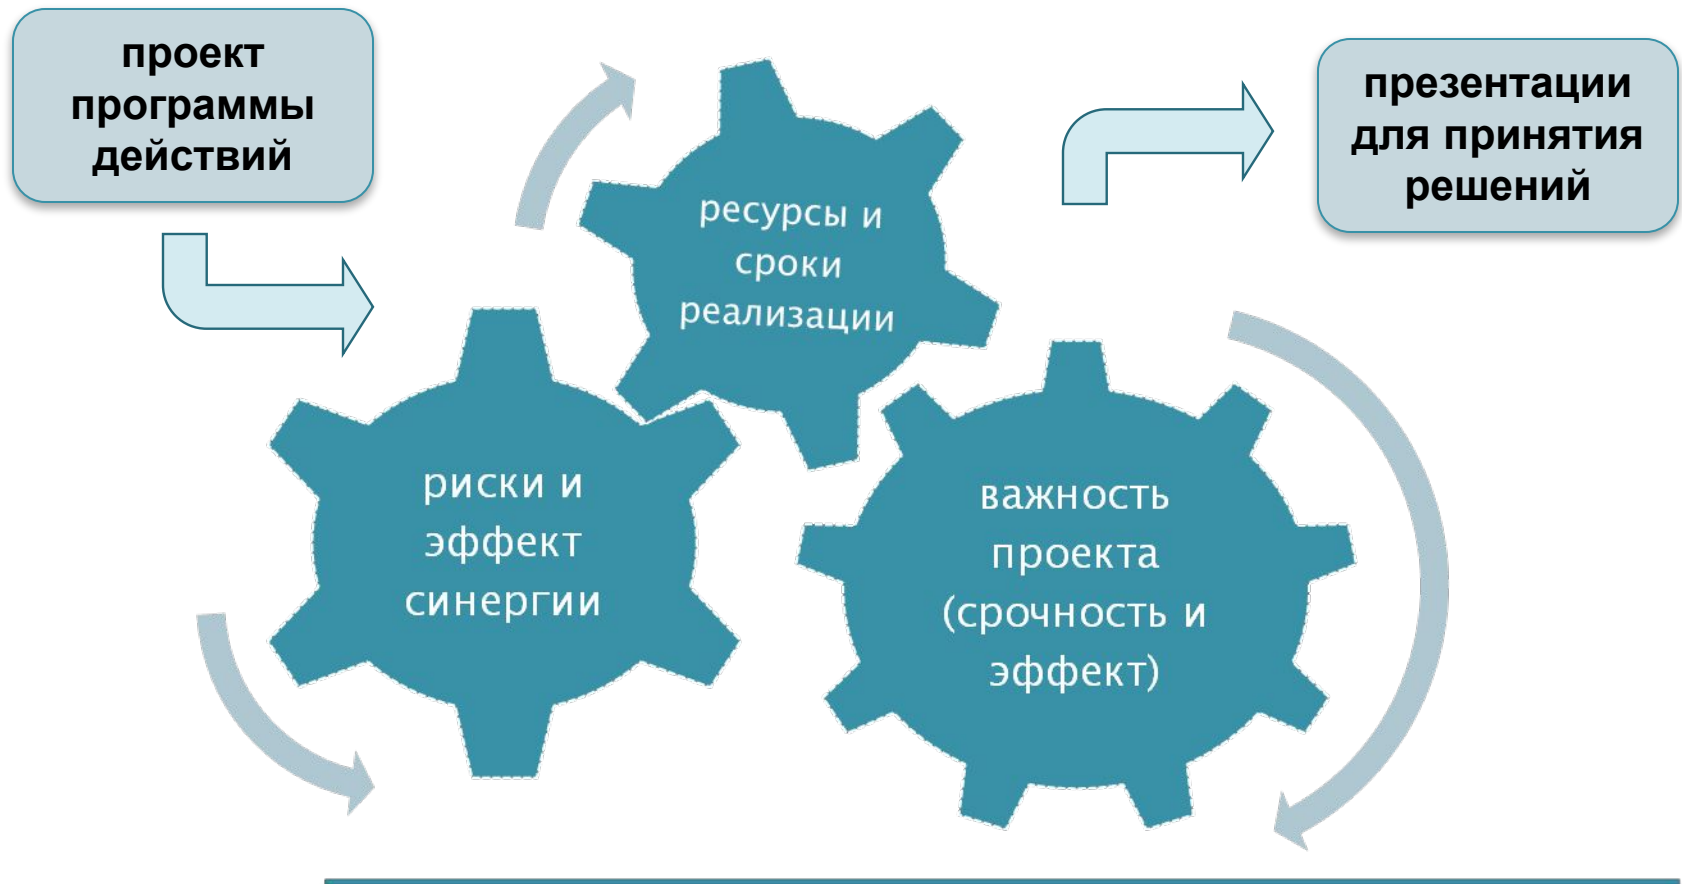 проект
программы
действий
презентации
для принятия
решений
ресурсы и
сроки
реализации
риски и
эффект
синергии
важность
проекта
(срочность и
эффект)